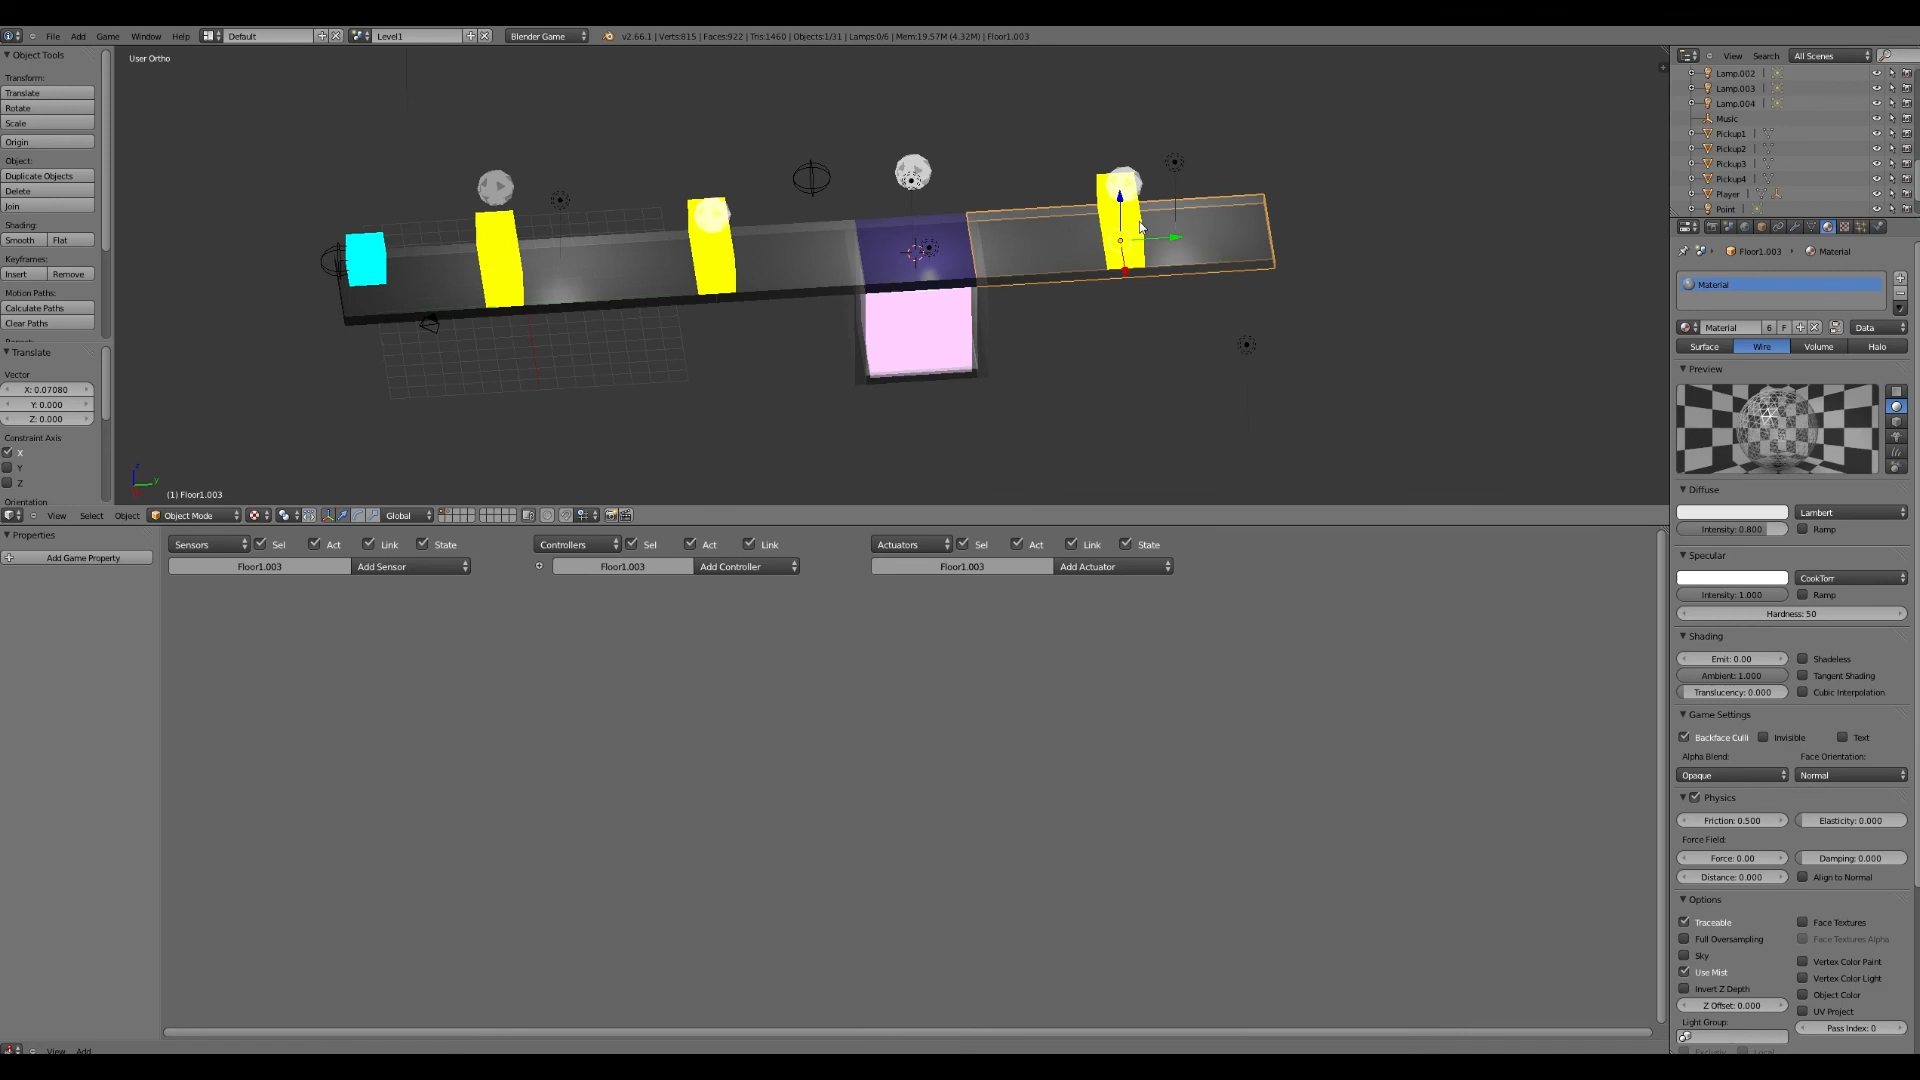 File Add Game Window Help Default Level1 Blender Game v2.66.1 | Verts:815 | Faces:922 | Tris:1460 | Objects:1/31 | Lamps:0/6 | Mem:19.57M (4.32M) | Floor1.003
Object Tools
Transform:
Translate
Rotate
Scale
Origin
Object:
Duplicate Objects
Delete
Join
Shading:
Smooth Flat
Keyframes:
Insert Remove
Motion Paths:
Calculate Paths
Clear Paths
Translate
Vector
X: 0.07080
Y: 0.000
Z: 0.000
Constraint Axis
X
Y
Z
Orientation
User Ortho
(1) Floor1.003
View Select Object Object Mode Global
Properties
Add Game Property
Sensors Sel Act Link State
Floor1.003 Add Sensor
Controllers Sel Act Link
Floor1.003 Add Controller
Actuators Sel Act Link State
Floor1.003 Add Actuator
View Add
View Search All Scenes
Lamp.002
Lamp.003
Lamp.004
Music
Pickup1
Pickup2
Pickup3
Pickup4
Player
Point
Floor1.003 Material
Material
Material 6 F Data
Surface Wire Volume Halo
Preview
Diffuse
Lambert
Intensity: 0.800 Ramp
Specular
CookTorr
Intensity: 1.000 Ramp
Hardness: 50
Shading
Emit: 0.00 Shadeless
Ambient: 1.000 Tangent Shading
Translucency: 0.000 Cubic Interpolation
Game Settings
Backface Culli Invisible Text
Alpha Blend: Face Orientation:
Opaque Normal
Physics
Friction: 0.500 Elasticity: 0.000
Force Field:
Force: 0.00 Damping: 0.000
Distance: 0.000 Align to Normal
Options
Traceable Face Textures
Full Oversampling Face Textures Alpha
Sky Vertex Color Paint
Use Mist Vertex Color Light
Invert Z Depth Object Color
Z Offset: 0.000 UV Project
Light Group: Pass Index: 0